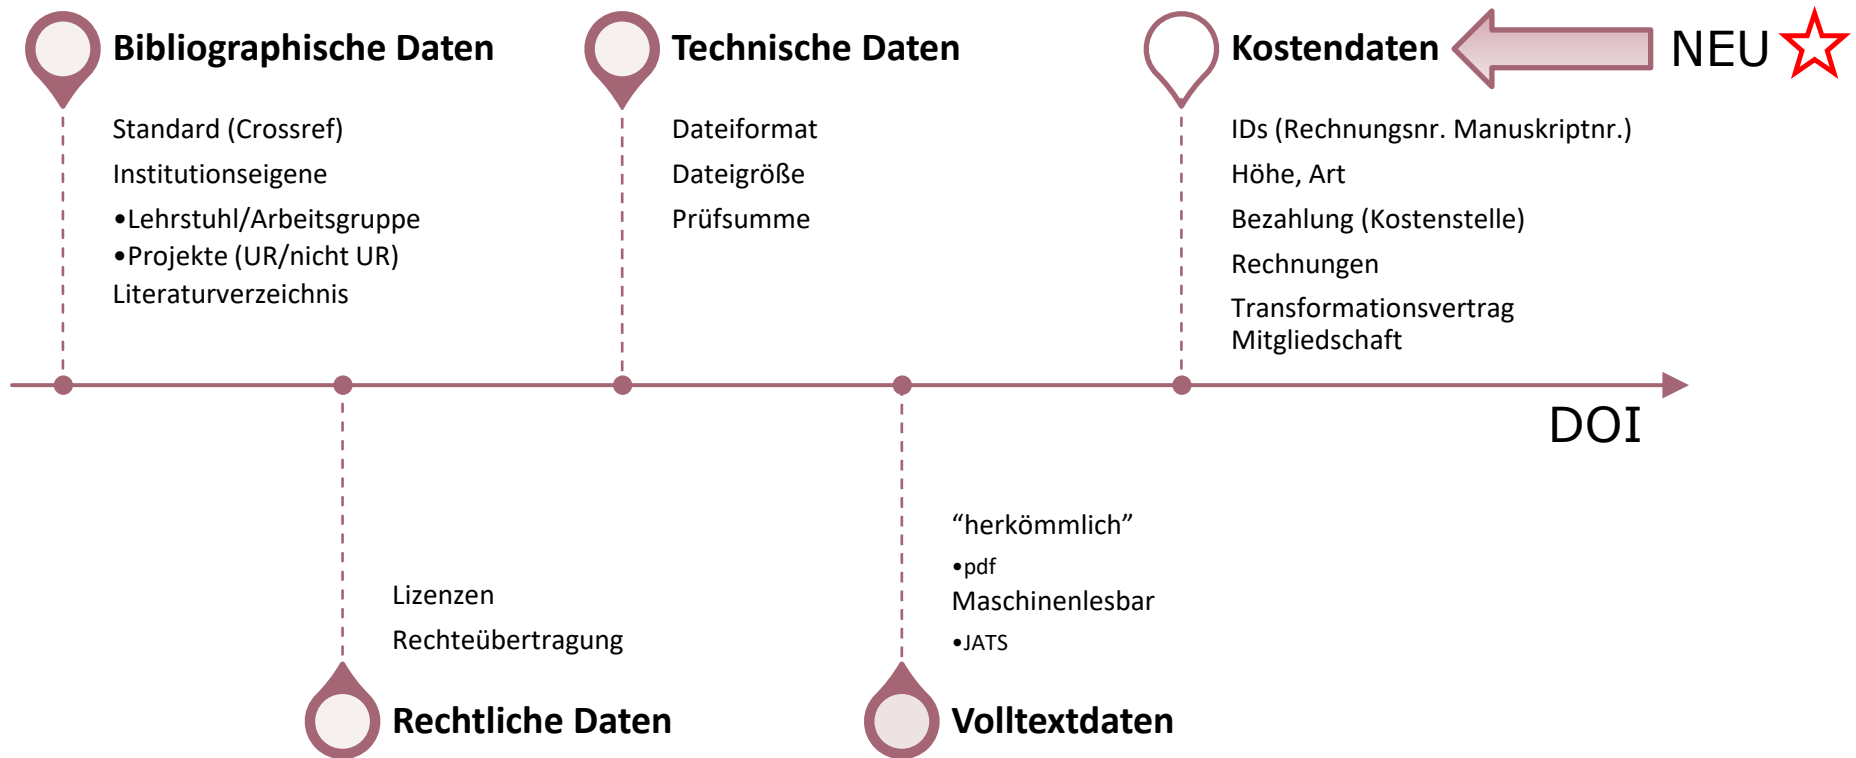 Bibliographische Daten
Standard (Crossref)
Institutionseigene
•Lehrstuhl/Arbeitsgruppe
•Projekte (UR/nicht UR)
Literaturverzeichnis
Technische Daten
Dateiformat
Dateigröße
Prüfsumme
Kostendaten
NEU
IDs (Rechnungsnr. Manuskriptnr.)
Höhe, Art
Bezahlung (Kostenstelle)
Rechnungen
Transformationsvertrag
Mitgliedschaft
DOI
Lizenzen
Rechteübertragung
Rechtliche Daten
“herkömmlich”
•pdf
Maschinenlesbar
•JATS
Volltextdaten